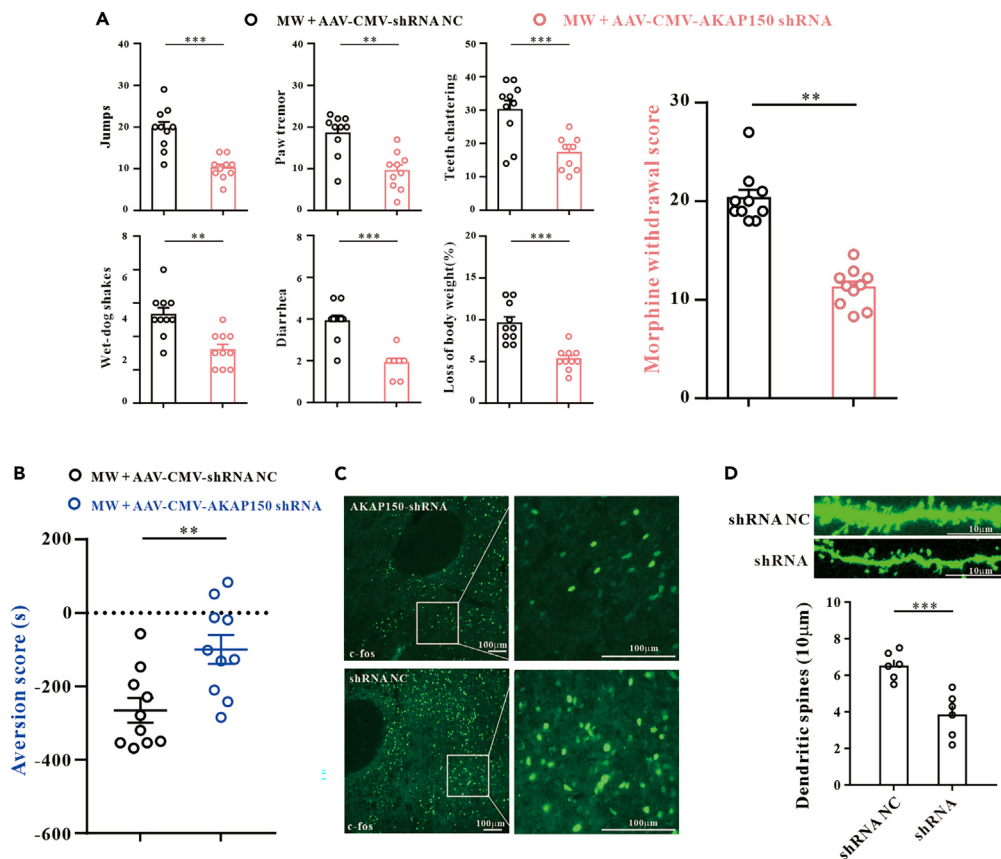 A
MW + AAV-CMV-shRNA NC
MW + AAV-CMV-AKAP150 shRNA
Jumps
40
30
20
10
0
***
Paw tremor
40
30
20
10
0
**
Teeth chattering
40
30
20
10
0
***
Wet-dog shakes
8
6
4
2
0
**
Diarrhea
8
6
4
2
0
***
Loss of body weight(%)
20
15
10
5
0
***
Morphine withdrawal score
30
20
10
0
**
B
MW + AAV-CMV-shRNA NC
MW + AAV-CMV-AKAP150 shRNA
Aversion score (s)
200
0
-200
-400
-600
**
C
AKAP150-shRNA
c-fos
100μm
100μm
shRNA NC
c-fos
100μm
100μm
D
shRNA NC
10μm
shRNA
10μm
Dendritic spines (10μm)
10
8
6
4
2
0
***
shRNA NC
shRNA